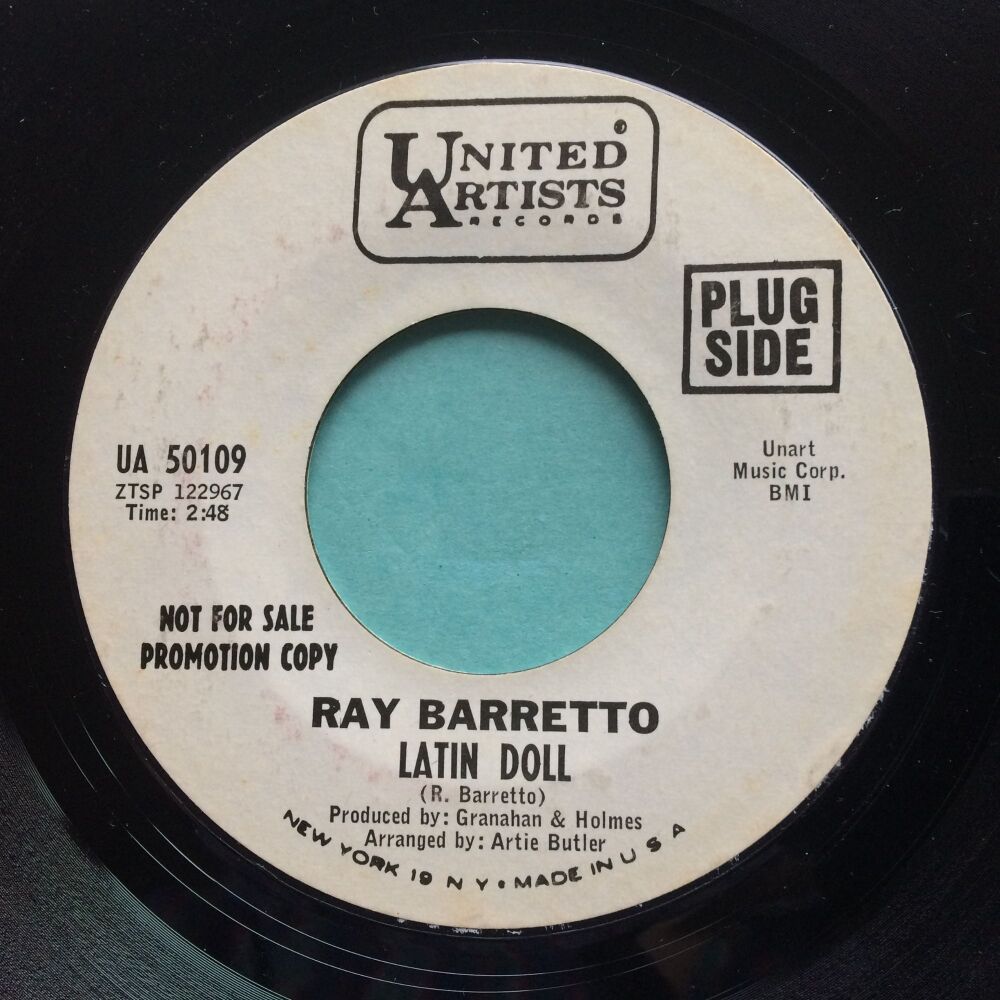 UNITED
ARTISTS
RECORDS
PLUG
SIDE
UA 50109
ZTSP 122967
Time: 2:48
Unart
Music Corp.
BMI
NOT FOR SALE
PROMOTION COPY
RAY BARRETTO
LATIN DOLL
(R. Barretto)
Produced by: Granahan & Holmes
Arranged by: Artie Butler
NEW YORK 19 N Y • MADE IN U S A